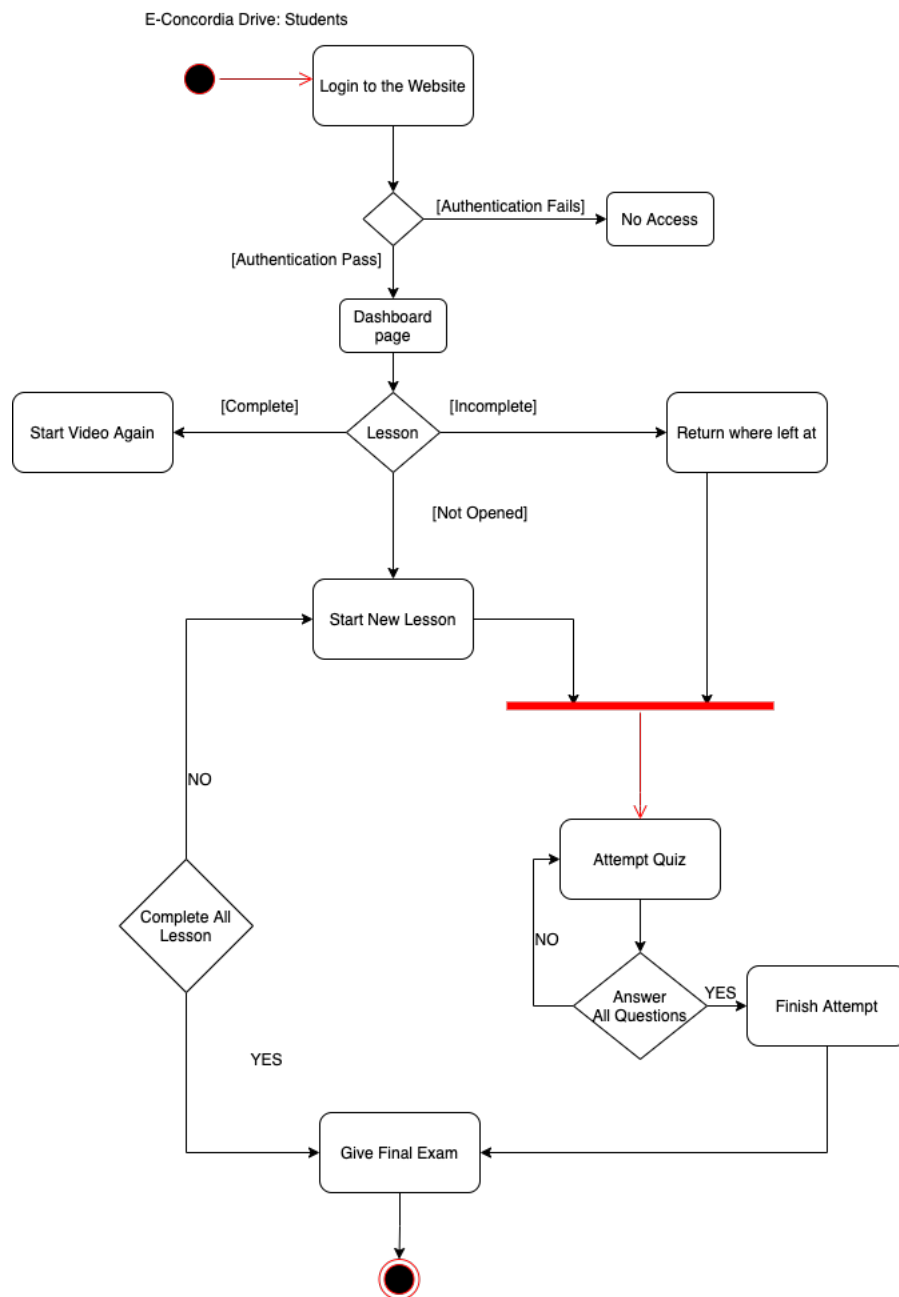 E-Concordia Drive: Students
Login to the Website
[Authentication Fails]
No Access
[Authentication Pass]
Dashboard
page
[Complete]
[Incomplete]
Start Video Again
Lesson
Return where left at
[Not Opened]
Start New Lesson
NO
Attempt Quiz
Complete All
Lesson
NO
Answer
All Questions
YES
Finish Attempt
YES
Give Final Exam